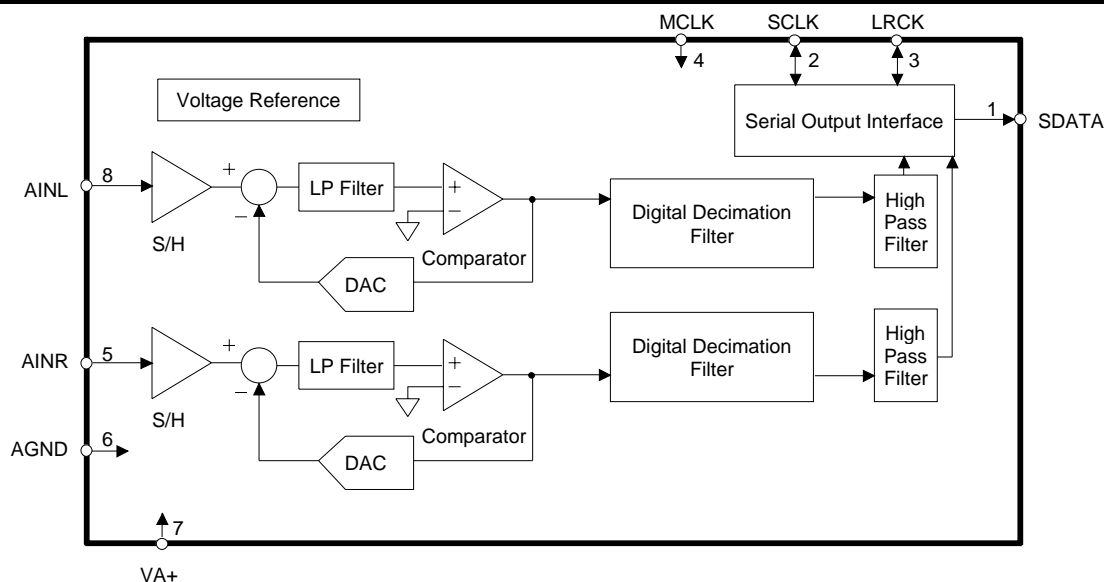 MCLK
SCLK
LRCK
4
2
3
Voltage Reference
Serial Output Interface
1
SDATA
AINL
8
+
−
S/H
LP Filter
+
−
Comparator
DAC
Digital Decimation
Filter
High
Pass
Filter
AINR
5
+
−
S/H
LP Filter
+
−
Comparator
DAC
Digital Decimation
Filter
High
Pass
Filter
AGND
6
7
VA+